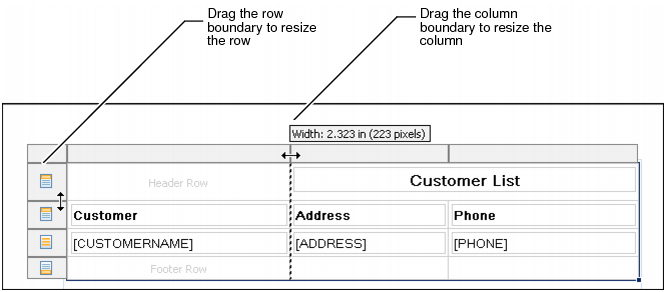 Drag the row
boundary to resize
the row
Drag the column
boundary to resize the
column
Width: 2.323 in (223 pixels)
Header Row
Customer List
Customer Address Phone
[CUSTOMERNAME] [ADDRESS] [PHONE]
Footer Row